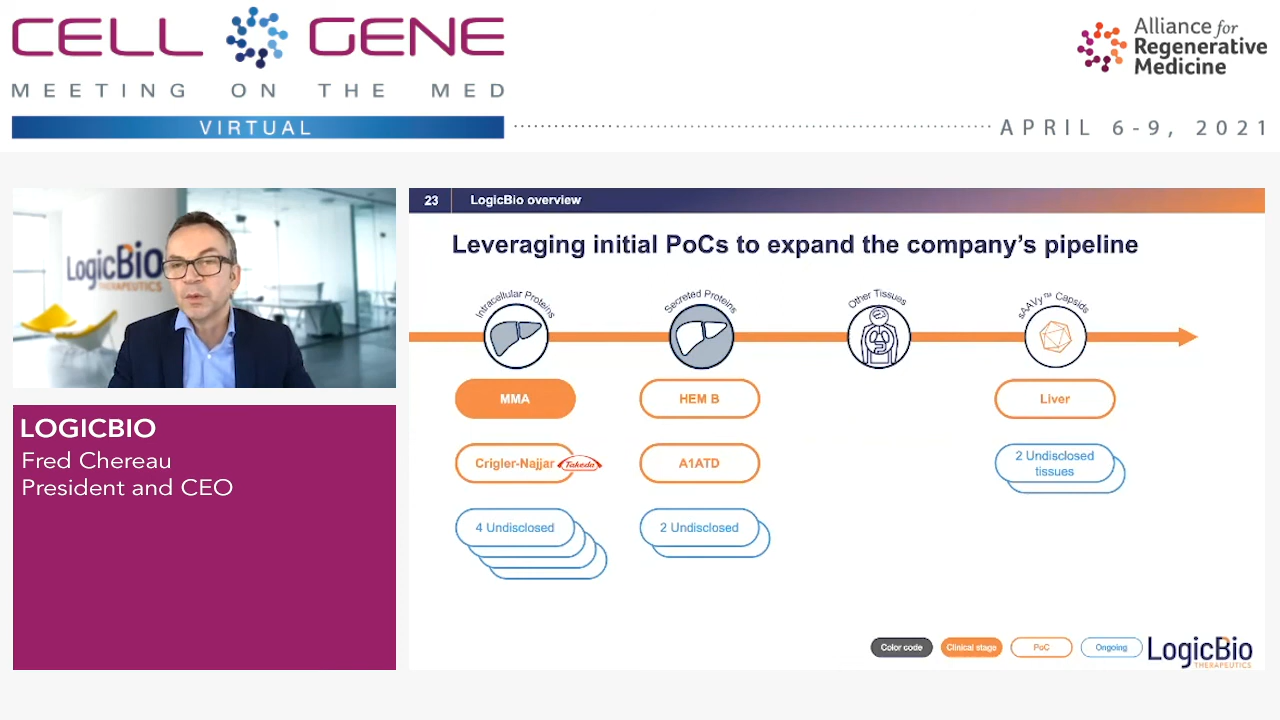 CELL GENE
MEETING ON THE MED
VIRTUAL
Alliance for
Regenerative
Medicine
APRIL 6-9, 2021
LogicBio
THERAPEUTICS
LOGICBIO
Fred Chereau
President and CEO
23 LogicBio overview
Leveraging initial PoCs to expand the company's pipeline
Intracellular Proteins
Secreted Proteins
Other Tissues
sAAVy™ Capsids
MMA
HEM B
Liver
Crigler-Najjar
Takeda
A1ATD
2 Undisclosed
tissues
4 Undisclosed
2 Undisclosed
Color code
Clinical stage
PoC
Ongoing
LogicBio
THERAPEUTICS